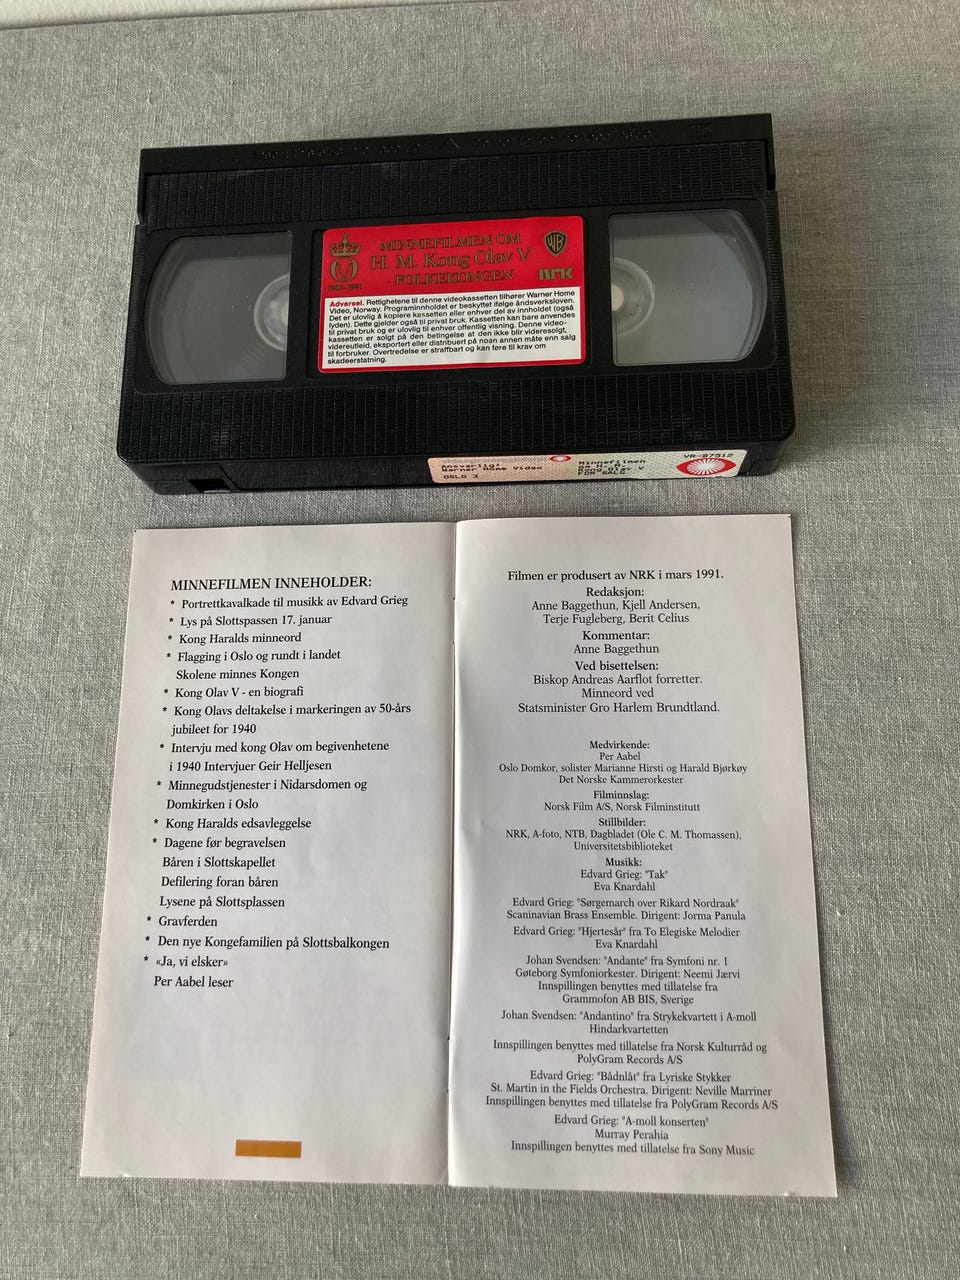 MINNEFILMEN OM
H. M. Kong Olav V
- FOLKEKONGEN
1903-1991
WB
NRK
Advarsel. Rettighetene til denne videokassetten tilhører Warner Home
Video, Norway. Programinnholdet er beskyttet ifølge åndsverksloven.
Det er ulovlig å kopiere kassetten eller enhver del av innholdet (også
lyden). Dette gjelder også til privat bruk. Kassetten kan bare anvendes
til privat bruk og er ulovlig til enhver offentlig visning. Denne video-
kassetten er solgt på den betingelse at den ikke blir videresolgt,
videreutleid, eksportert eller distribuert på noen annen måte enn salg
til forbruker. Overtredelse er straffbart og kan føre til krav om
skadeerstatning.
Ansvarlig:
Warner Home Video
OSLO 3
Minnefilmen
Kong Olav V
FOR SALG
VR-87512
MINNEFILMEN INNEHOLDER:
* Portrettkavalkade til musikk av Edvard Grieg
* Lys på Slottspassen 17. januar
* Kong Haralds minneord
* Flagging i Oslo og rundt i landet
Skolene minnes Kongen
* Kong Olav V - en biografi
* Kong Olavs deltakelse i markeringen av 50-års
jubileet for 1940
* Intervju med kong Olav om begivenhetene
i 1940 Intervjuer Geir Helljesen
* Minnegudstjenester i Nidarsdomen og
Domkirken i Oslo
* Kong Haralds edsavleggelse
* Dagene før begravelsen
Båren i Slottskapellet
Defilering foran båren
Lysene på Slottsplassen
* Gravferden
* Den nye Kongefamilien på Slottsbalkongen
* «Ja, vi elsker»
Per Aabel leser
Filmen er produsert av NRK i mars 1991.
Redaksjon:
Anne Baggethun, Kjell Andersen,
Terje Fugleberg, Berit Celius
Kommentar:
Anne Baggethun
Ved bisettelsen:
Biskop Andreas Aarflot forretter.
Minneord ved
Statsminister Gro Harlem Brundtland.
Medvirkende:
Per Aabel
Oslo Domkor, solister Marianne Hirsti og Harald Bjørkøy
Det Norske Kammerorkester
Filminnslag:
Norsk Film A/S, Norsk Filminstitutt
Stillbilder:
NRK, A-foto, NTB, Dagbladet (Ole C. M. Thomassen),
Universitetsbiblioteket
Musikk:
Edvard Grieg: "Tak"
Eva Knardahl
Edvard Grieg: "Sørgemarch over Rikard Nordraak"
Scaninavian Brass Ensemble. Dirigent: Jorma Panula
Edvard Grieg: "Hjertesår" fra To Elegiske Melodier
Eva Knardahl
Johan Svendsen: "Andante" fra Symfoni nr. 1
Gøteborg Symfoniorkester. Dirigent: Neemi Jærvi
Innspillingen benyttes med tillatelse fra
Grammofon AB BIS, Sverige
Johan Svendsen: "Andantino" fra Strykekvartett i A-moll
Hindarkvartetten
Innspillingen benyttes med tillatelse fra Norsk Kulturråd og
PolyGram Records A/S
Edvard Grieg: "Bådnlåt" fra Lyriske Stykker
St. Martin in the Fields Orchestra. Dirigent: Neville Marriner
Innspillingen benyttes med tillatelse fra PolyGram Records A/S
Edvard Grieg: "A-moll konserten"
Murray Perahia
Innspillingen benyttes med tillatelse fra Sony Music